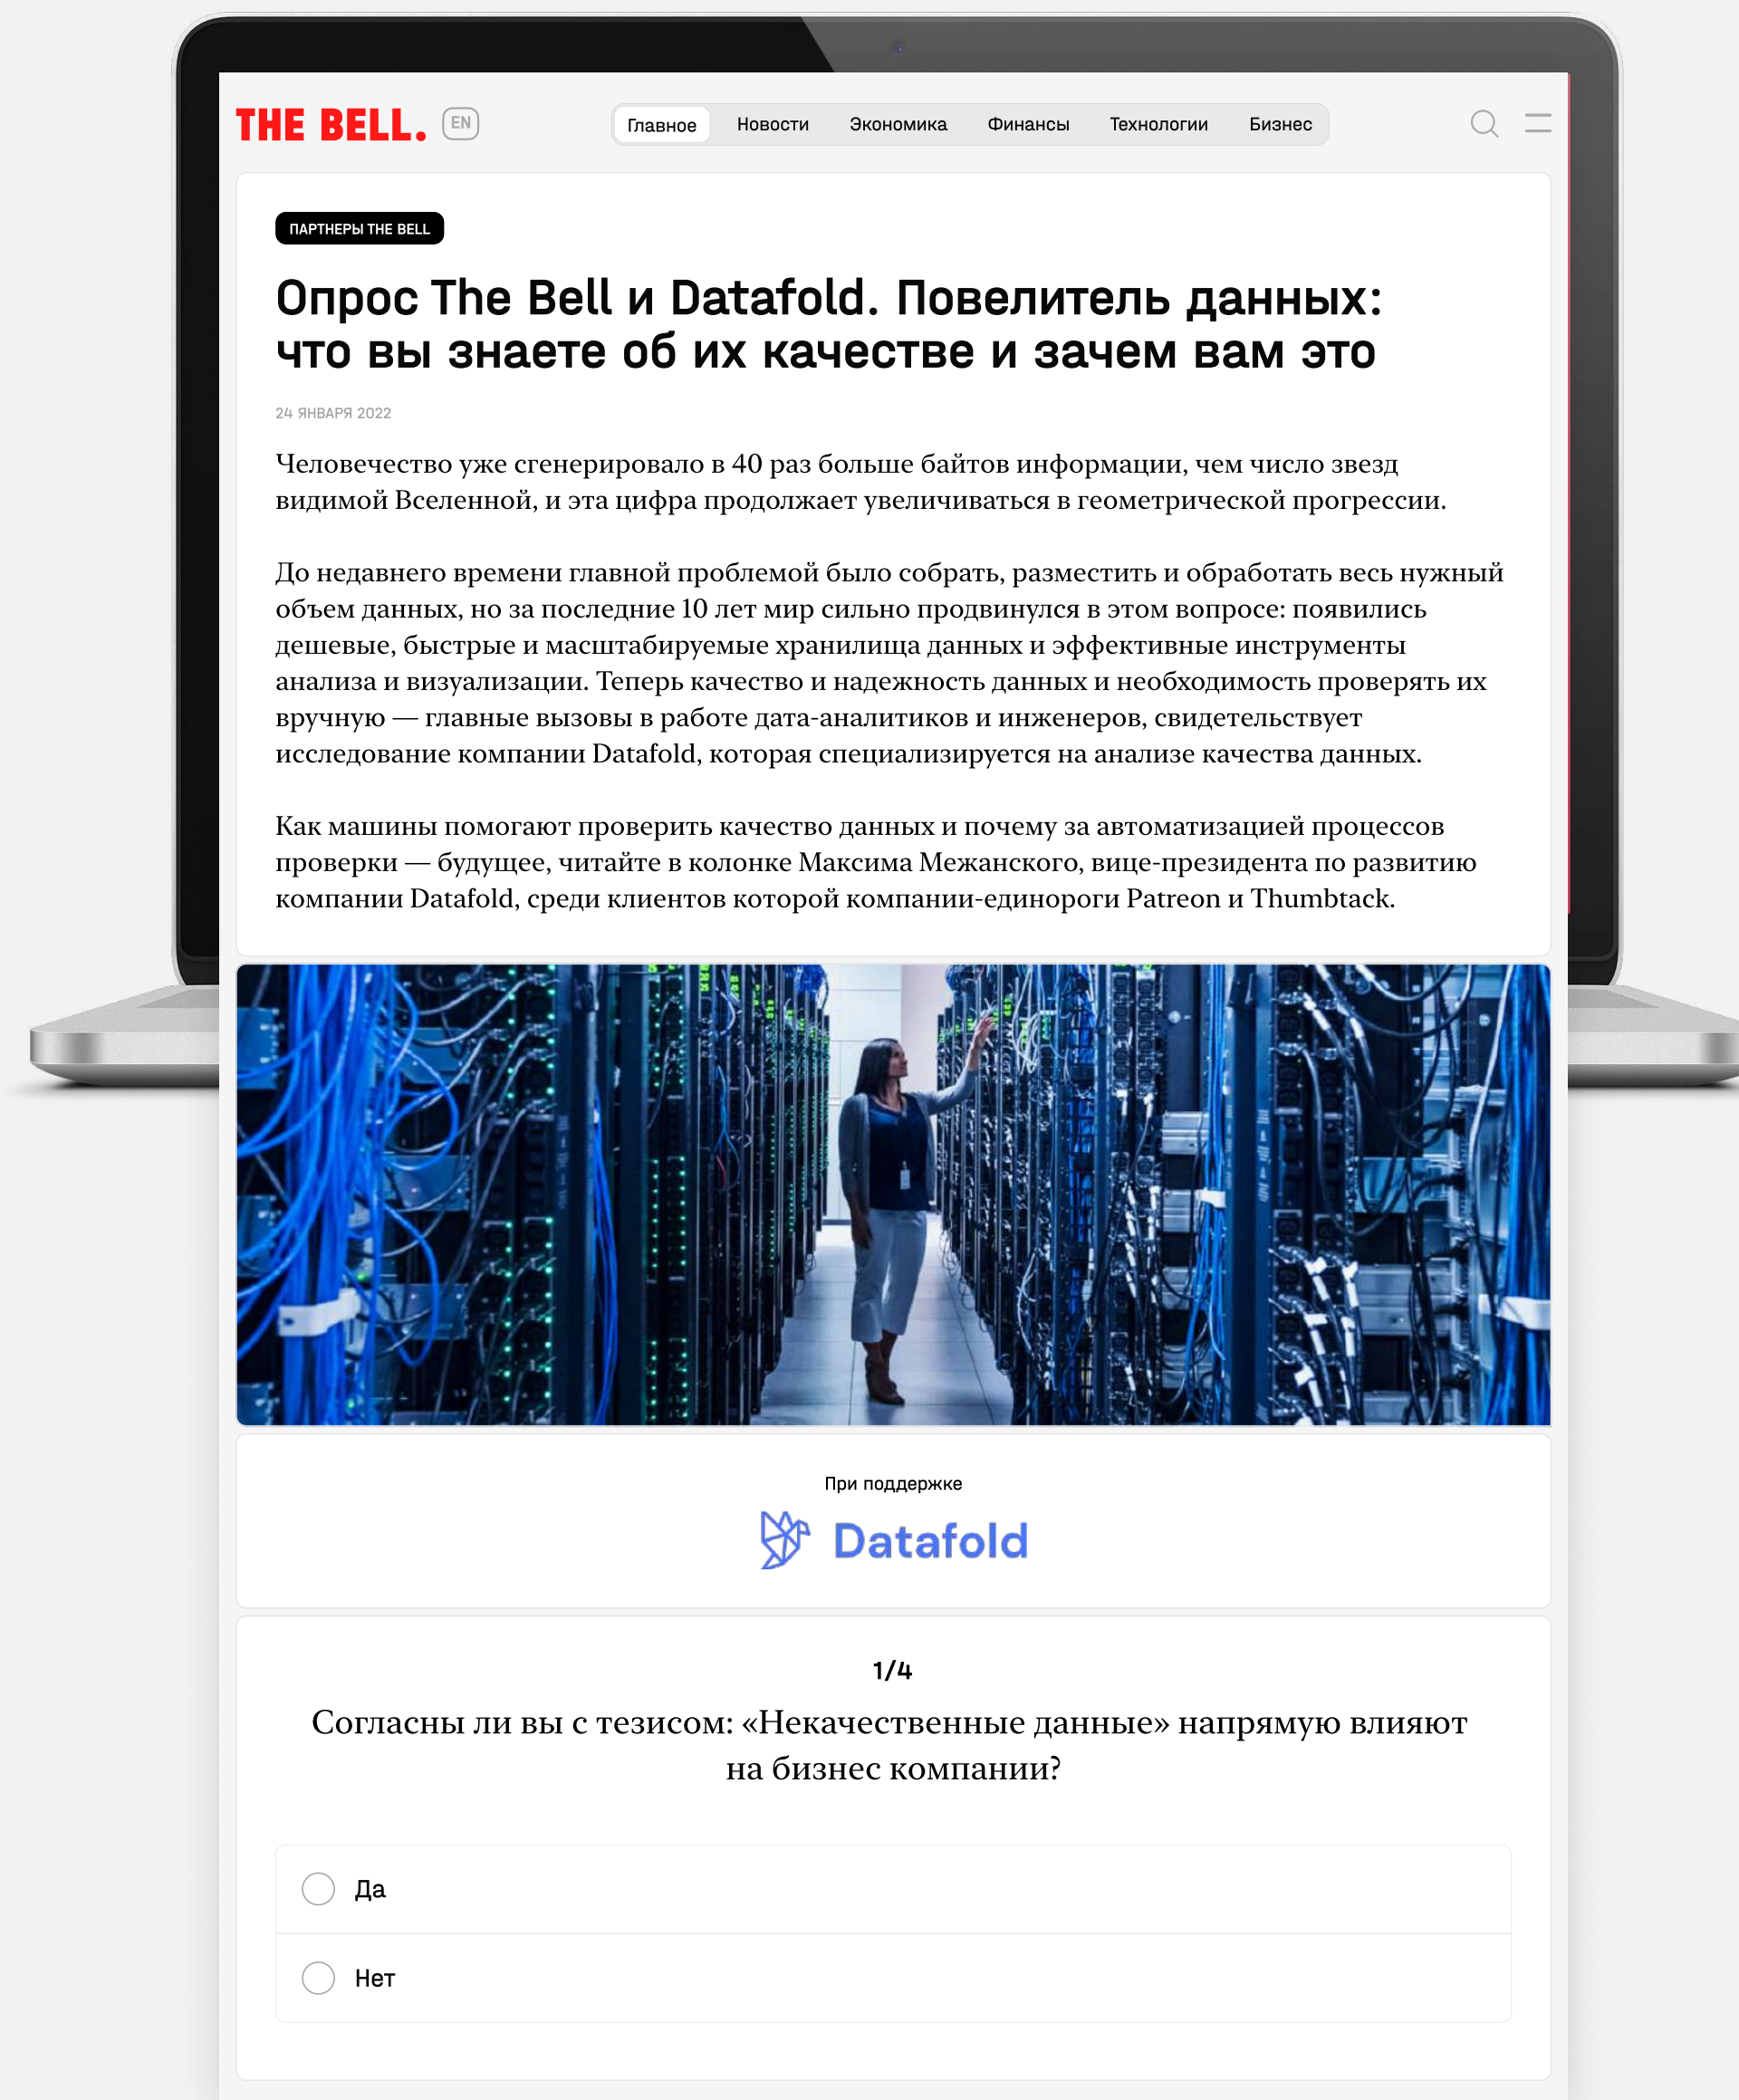 THE BELL.
EN
Главное
Новости
Экономика
Финансы
Технологии
Бизнес
ПАРТНЕРЫ THE BELL
Опрос The Bell и Datafold. Повелитель данных:
что вы знаете об их качестве и зачем вам это
24 ЯНВАРЯ 2022
Человечество уже сгенерировало в 40 раз больше байтов информации, чем число звезд
видимой Вселенной, и эта цифра продолжает увеличиваться в геометрической прогрессии.
До недавнего времени главной проблемой было собрать, разместить и обработать весь нужный
объем данных, но за последние 10 лет мир сильно продвинулся в этом вопросе: появились
дешевые, быстрые и масштабируемые хранилища данных и эффективные инструменты
анализа и визуализации. Теперь качество и надежность данных и необходимость проверять их
вручную — главные вызовы в работе дата-аналитиков и инженеров, свидетельствует
исследование компании Datafold, которая специализируется на анализе качества данных.
Как машины помогают проверить качество данных и почему за автоматизацией процессов
проверки — будущее, читайте в колонке Максима Межанского, вице-президента по развитию
компании Datafold, среди клиентов которой компании-единороги Patreon и Thumbtack.
При поддержке
Datafold
1/4
Согласны ли вы с тезисом: «Некачественные данные» напрямую влияют
на бизнес компании?
Да
Нет